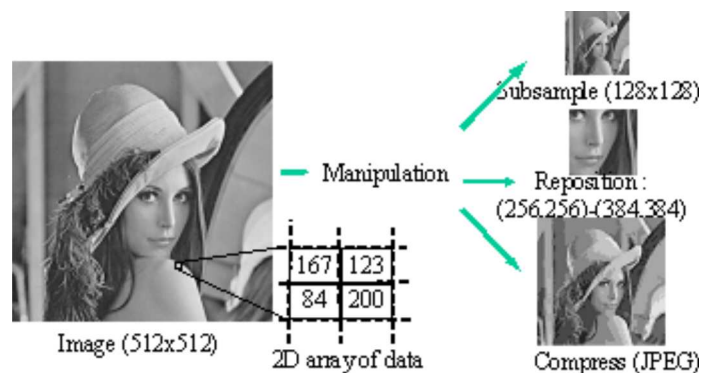 Subsample (128x128)
Manipulation
Reposition :
(256,256)-(384,384)
167 123
84 200
Image (512x512)
2D array of data
Compress (JPEG)